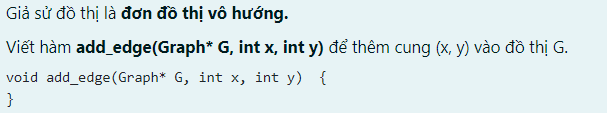 Giả sử đồ thị là đơn đồ thị vô hướng.
Viết hàm add_edge(Graph* G, int x, int y) để thêm cung (x, y) vào đồ thị G.
void add_edge(Graph* G, int x, int y)  {
}